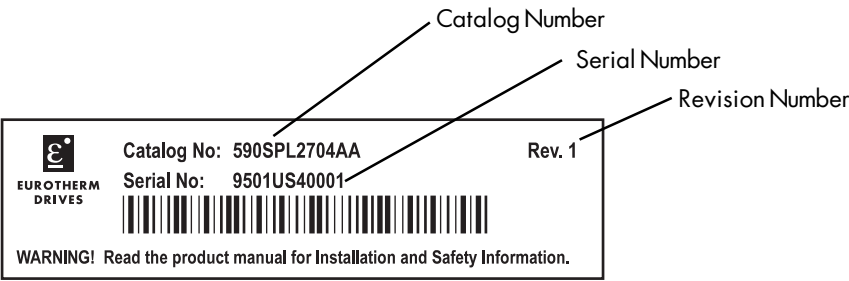 Catalog Number
Serial Number
Revision Number
Catalog No: 590SPL2704AA Rev. 1
Serial No: 9501US40001
EUROTHERM
DRIVES
WARNING! Read the product manual for Installation and Safety Information.